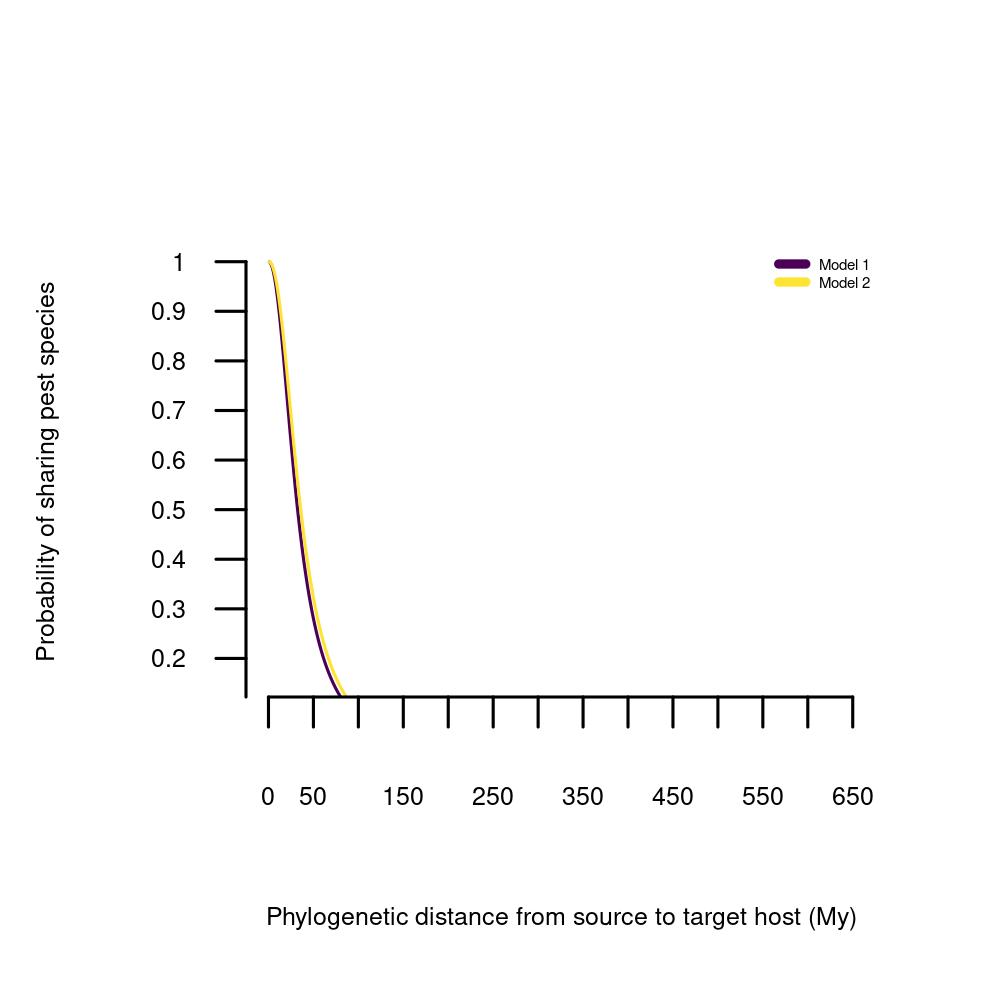 Probability of sharing pest species
1
0.9
0.8
0.7
0.6
0.5
0.4
0.3
0.2
Model 1
Model 2
0 50 150 250 350 450 550 650
Phylogenetic distance from source to target host (My)